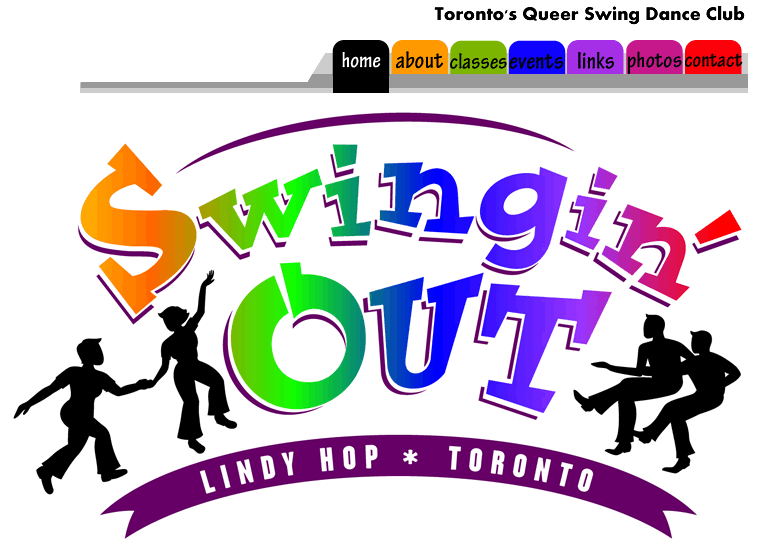 Toronto's Queer Swing Dance Club
home about classes events links photos contact
Swingin'
OUT
LINDY HOP * TORONTO